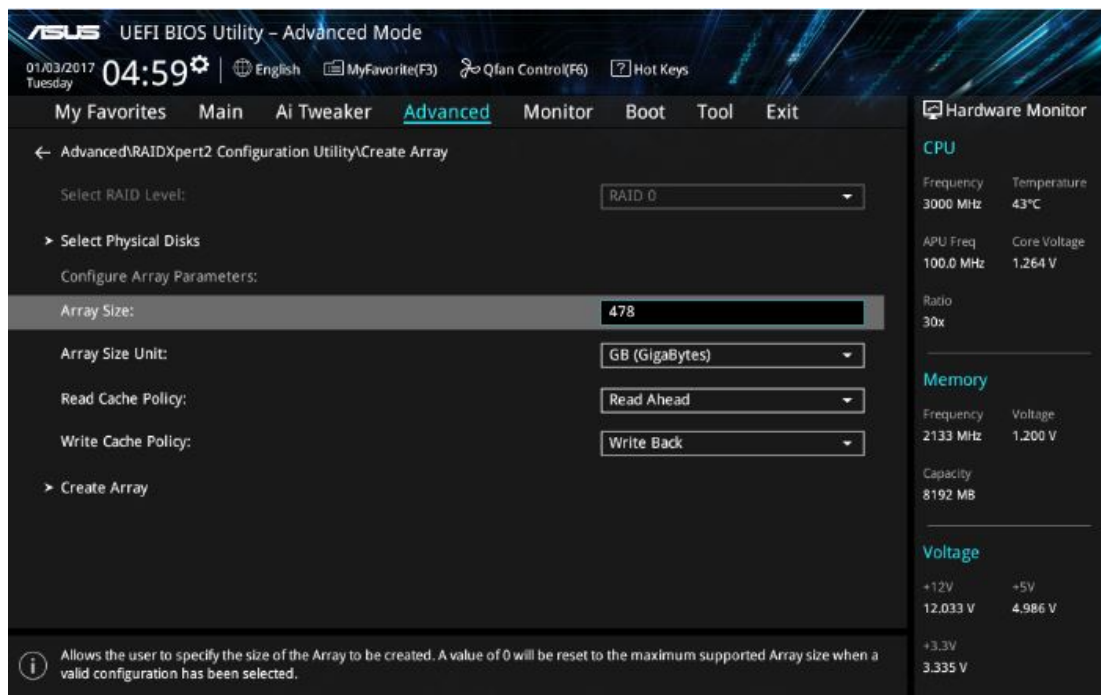 ASUS UEFI BIOS Utility – Advanced Mode
01/03/2017 Tuesday 04:59 English MyFavorite(F3) Qfan Control(F6) ? Hot Keys
My Favorites Main Ai Tweaker Advanced Monitor Boot Tool Exit
← Advanced\RAIDXpert2 Configuration Utility\Create Array
Select RAID Level: RAID 0
> Select Physical Disks
Configure Array Parameters:
Array Size: 478
Array Size Unit: GB (GigaBytes)
Read Cache Policy: Read Ahead
Write Cache Policy: Write Back
> Create Array
i Allows the user to specify the size of the Array to be created. A value of 0 will be reset to the maximum supported Array size when a
valid configuration has been selected.
Hardware Monitor
CPU
Frequency Temperature
3000 MHz 43°C
APU Freq Core Voltage
100.0 MHz 1.264 V
Ratio
30x
Memory
Frequency Voltage
2133 MHz 1.200 V
Capacity
8192 MB
Voltage
+12V +5V
12.033 V 4.986 V
+3.3V
3.335 V